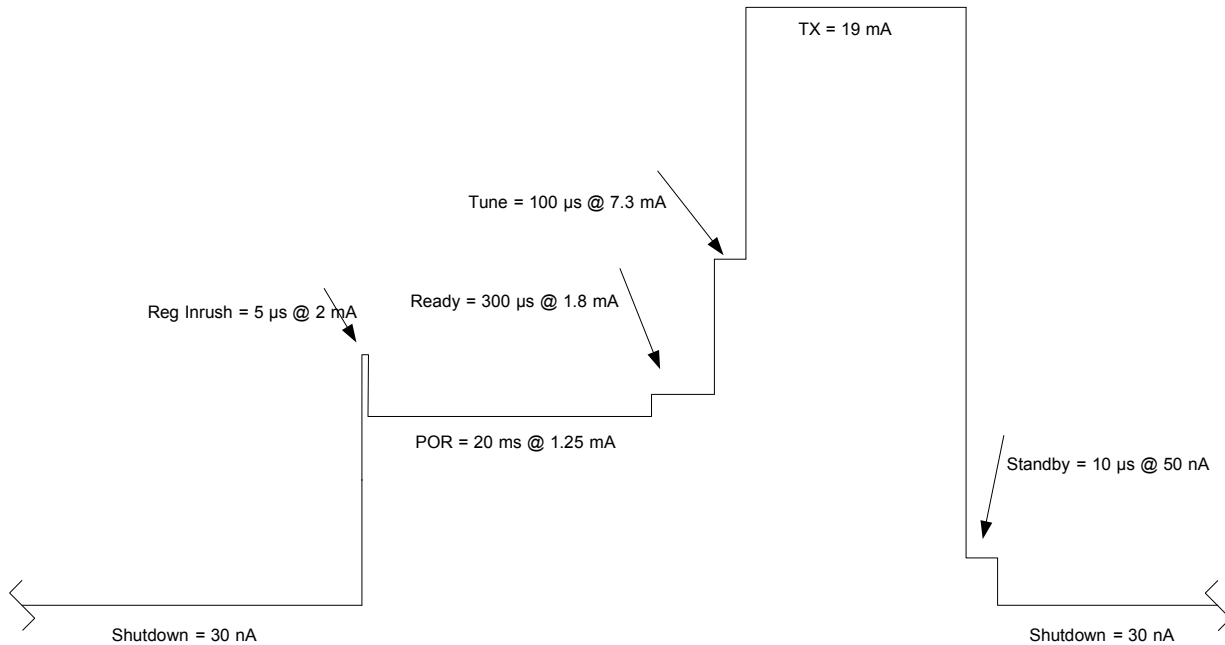 TX = 19 mA
Tune = 100 µs @ 7.3 mA
Ready = 300 µs @ 1.8 mA
Reg Inrush = 5 µs @ 2 mA
POR = 20 ms @ 1.25 mA
Standby = 10 µs @ 50 nA
Shutdown = 30 nA
Shutdown = 30 nA